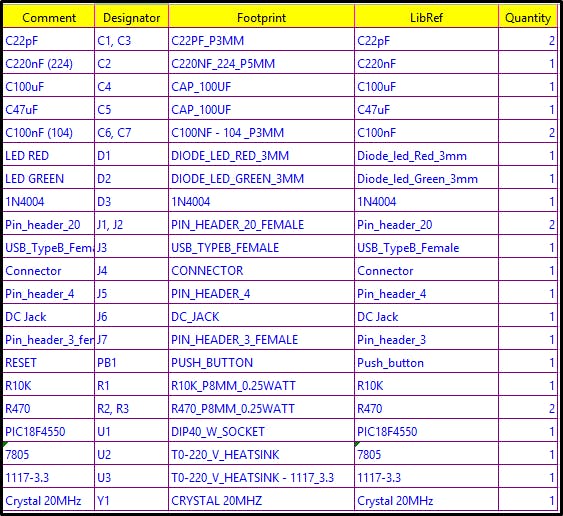 Comment Designator Footprint LibRef Quantity
C22pF C1, C3 C22PF_P3MM C22pF 2
C220nF (224) C2 C220NF_224_P5MM C220nF 1
C100uF C4 CAP_100UF C100uF 1
C47uF C5 CAP_100UF C47uF 1
C100nF (104) C6, C7 C100NF - 104 _P3MM C100nF 2
LED RED D1 DIODE_LED_RED_3MM Diode_led_Red_3mm 1
LED GREEN D2 DIODE_LED_GREEN_3MM Diode_led_Green_3mm 1
1N4004 D3 1N4004 1N4004 1
Pin_header_20 J1, J2 PIN_HEADER_20_FEMALE Pin_header_20 2
USB_TypeB_Fema J3 USB_TYPEB_FEMALE USB_TypeB_Female 1
Connector J4 CONNECTOR Connector 1
Pin_header_4 J5 PIN_HEADER_4 Pin_header_4 1
DC Jack J6 DC_JACK DC Jack 1
Pin_header_3_fer J7 PIN_HEADER_3_FEMALE Pin_header_3 1
RESET PB1 PUSH_BUTTON Push_button 1
R10K R1 R10K_P8MM_0.25WATT R10K 1
R470 R2, R3 R470_P8MM_0.25WATT R470 2
PIC18F4550 U1 DIP40_W_SOCKET PIC18F4550 1
7805 U2 T0-220_V_HEATSINK 7805 1
1117-3.3 U3 T0-220_V_HEATSINK - 1117_3.3 1117-3.3 1
Crystal 20MHz Y1 CRYSTAL 20MHZ Crystal 20MHz 1